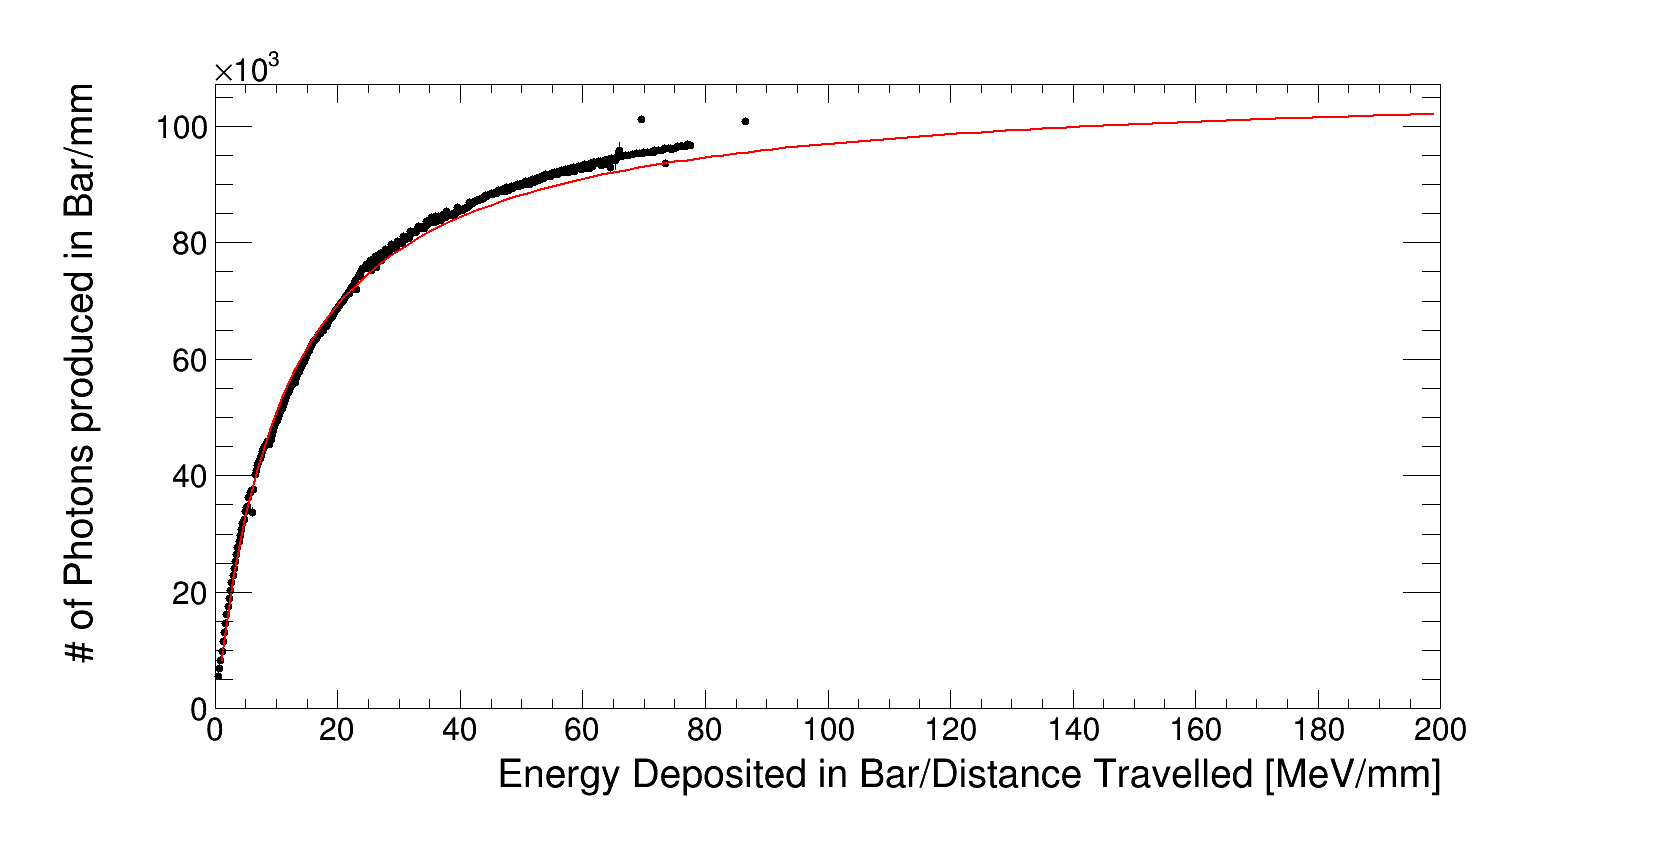 ×10³
# of Photons produced in Bar/mm
100
80
60
40
20
0
0 20 40 60 80 100 120 140 160 180 200
Energy Deposited in Bar/Distance Travelled [MeV/mm]